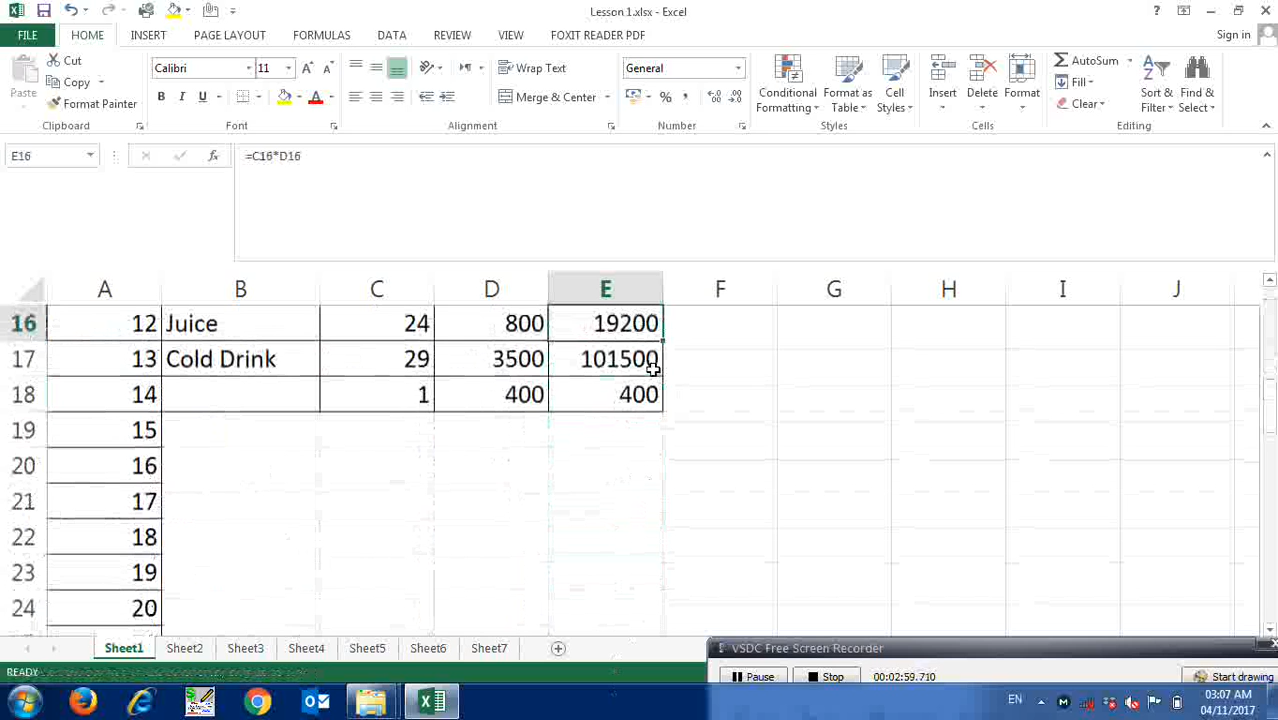 Lesson 1.xlsx - Excel
FILE HOME INSERT PAGE LAYOUT FORMULAS DATA REVIEW VIEW FOXIT READER PDF Sign in
Paste Cut Copy Format Painter
Calibri 11
B I U A
Wrap Text
Merge & Center
General
Conditional Formatting
Format as Table
Cell Styles
Insert Delete Format
AutoSum
Fill
Clear
Sort & Filter
Find & Select
Clipboard Font Alignment Number Styles Cells Editing
E16 fx =C16*D16
A B C D E F G H I J
16 12 Juice 24 800 19200
17 13 Cold Drink 29 3500 101500
18 14 1 400 400
19 15
20 16
21 17
22 18
23 19
24 20
Sheet1 Sheet2 Sheet3 Sheet4 Sheet5 Sheet6 Sheet7
VSDC Free Screen Recorder
READY
Pause Stop 00:02:59.710 Start drawing
EN 03:07 AM
04/11/2017